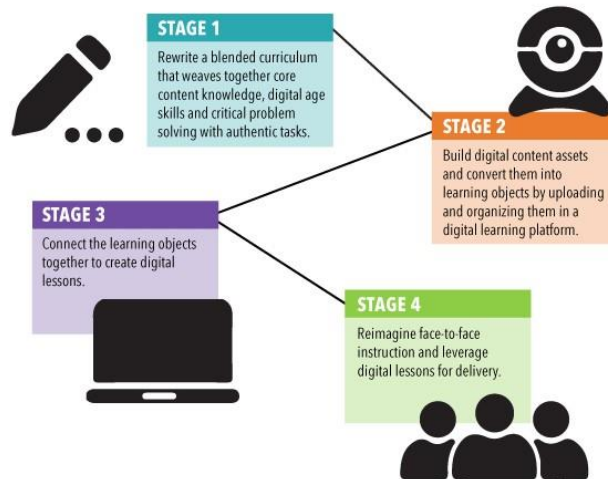 STAGE 1
Rewrite a blended curriculum
that weaves together core
content knowledge, digital age
skills and critical problem
solving with authentic tasks.
STAGE 2
Build digital content assets
and convert them into
learning objects by uploading
and organizing them in a
digital learning platform.
STAGE 3
Connect the learning objects
together to create digital
lessons.
STAGE 4
Reimagine face-to-face
instruction and leverage
digital lessons for delivery.